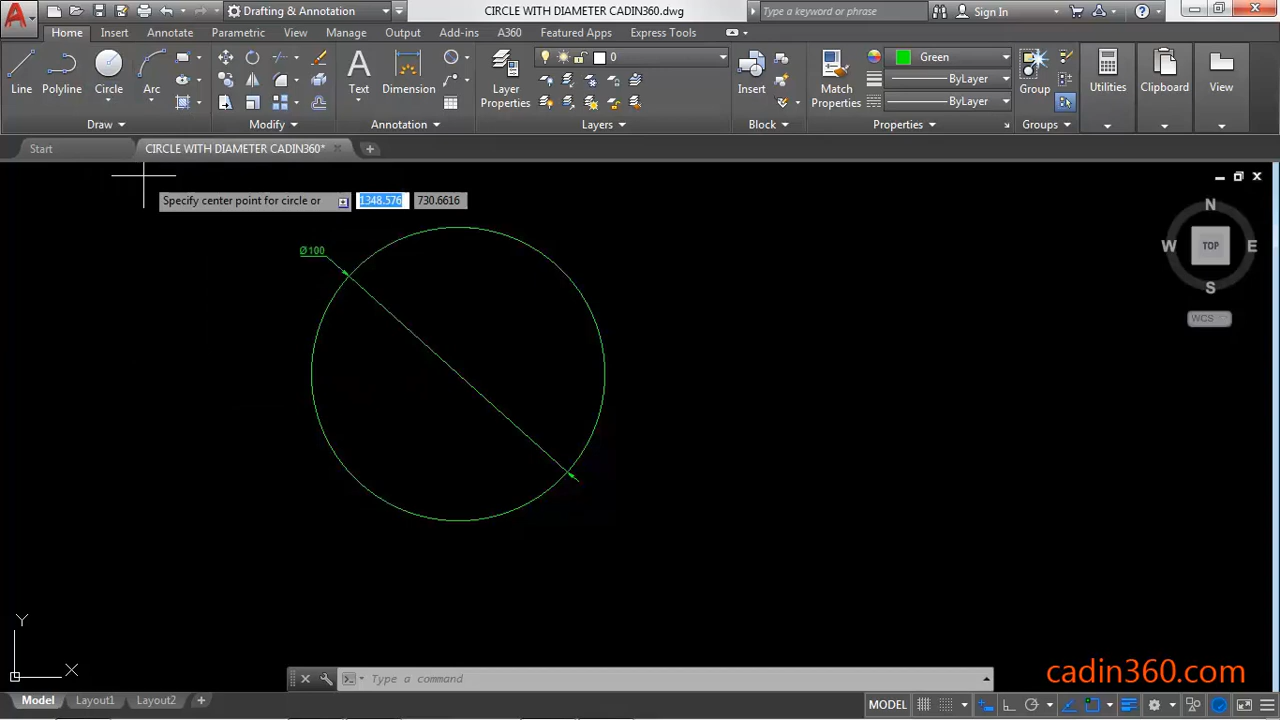 A
Drafting & Annotation
CIRCLE WITH DIAMETER CADIN360.dwg
Type a keyword or phrase
Sign In
Home Insert Annotate Parametric View Manage Output Add-ins A360 Featured Apps Express Tools
Line Polyline Circle Arc
A
Text Dimension
Layer Properties
0
Insert
Match Properties
Green
ByLayer
ByLayer
Group
Utilities Clipboard View
Draw Modify Annotation Layers Block Properties Groups
Start CIRCLE WITH DIAMETER CADIN360*
Specify center point for circle or 1348.576 730.6616
N
W TOP E
S
WCS
Ø100
Y
X
Type a command
cadin360.com
Model Layout1 Layout2
MODEL